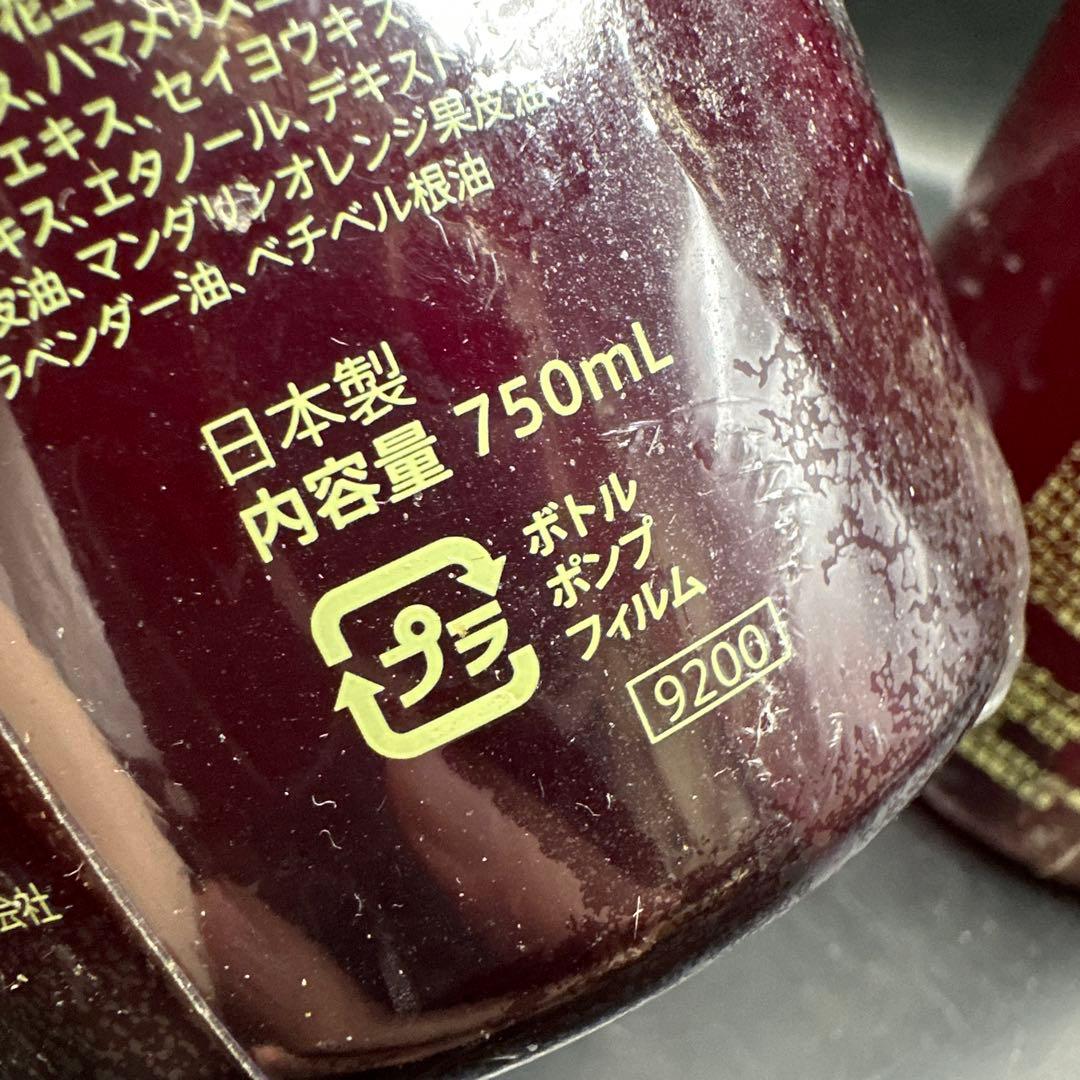 花エ
ス、ハマメリス
エキス、セイヨウキズ
キス、エタノール、デキスト
皮油、マンダリンオレンジ果皮油
ラベンダー油、ベチベル根油
日本製
内容量 750mL
プラ
ボトル
ポンプ
フィルム
9200
会社